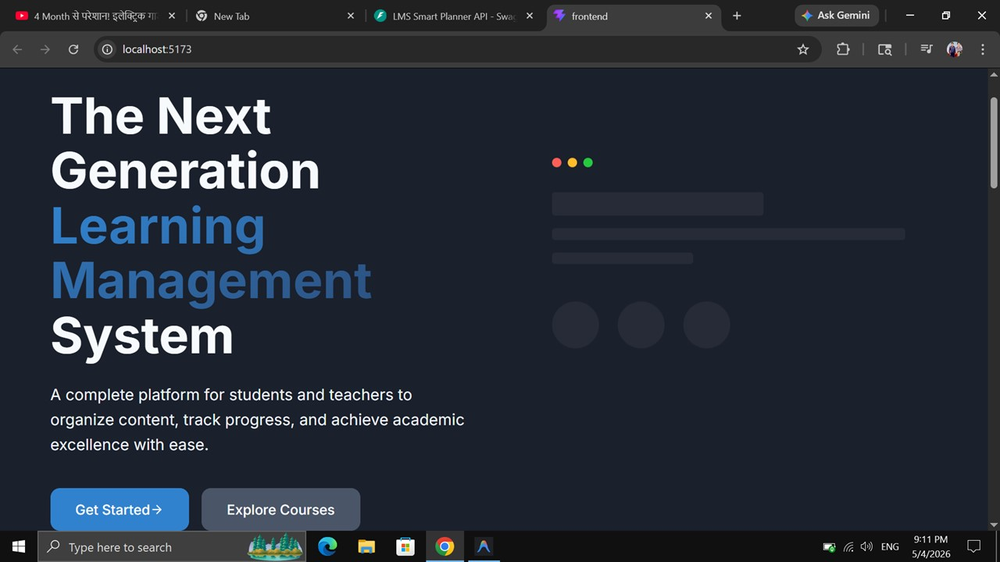 4 Month से परेशान! इलेक्ट्रिक गा
New Tab
LMS Smart Planner API - Swag
frontend
Ask Gemini
localhost:5173
The Next
Generation
Learning
Management
System
A complete platform for students and teachers to
organize content, track progress, and achieve academic
excellence with ease.
Get Started→
Explore Courses
Type here to search
ENG
9:11 PM
5/4/2026